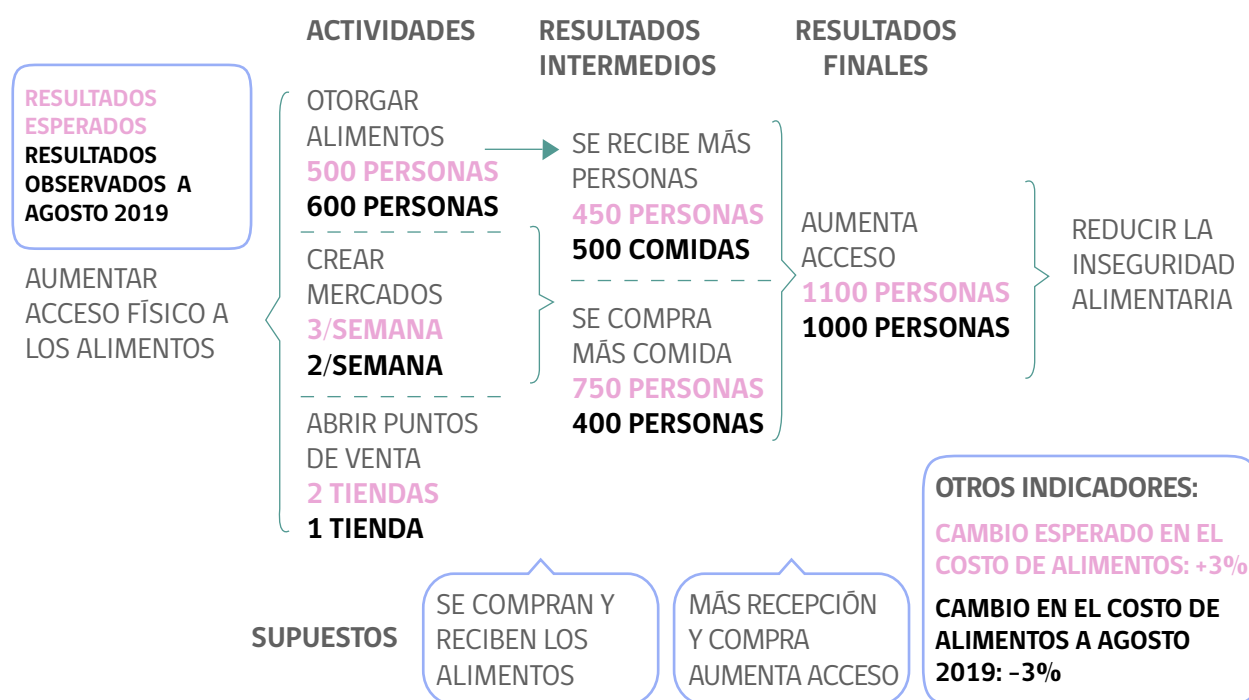 ACTIVIDADES
RESULTADOS
INTERMEDIOS
RESULTADOS
FINALES
RESULTADOS
ESPERADOS
RESULTADOS
OBSERVADOS A
AGOSTO 2019
AUMENTAR
ACCESO FÍSICO A
LOS ALIMENTOS
OTORGAR
ALIMENTOS
500 PERSONAS
600 PERSONAS
CREAR
MERCADOS
3/SEMANA
2/SEMANA
ABRIR PUNTOS
DE VENTA
2 TIENDAS
1 TIENDA
SE RECIBE MÁS
PERSONAS
450 PERSONAS
500 COMIDAS
SE COMPRA
MÁS COMIDA
750 PERSONAS
400 PERSONAS
AUMENTA
ACCESO
1100 PERSONAS
1000 PERSONAS
REDUCIR LA
INSEGURIDAD
ALIMENTARIA
SUPUESTOS
SE COMPRAN Y
RECIBEN LOS
ALIMENTOS
MÁS RECEPCIÓN
Y COMPRA
AUMENTA ACCESO
OTROS INDICADORES:
CAMBIO ESPERADO EN EL
COSTO DE ALIMENTOS: +3%
CAMBIO EN EL COSTO DE
ALIMENTOS A AGOSTO
2019: -3%